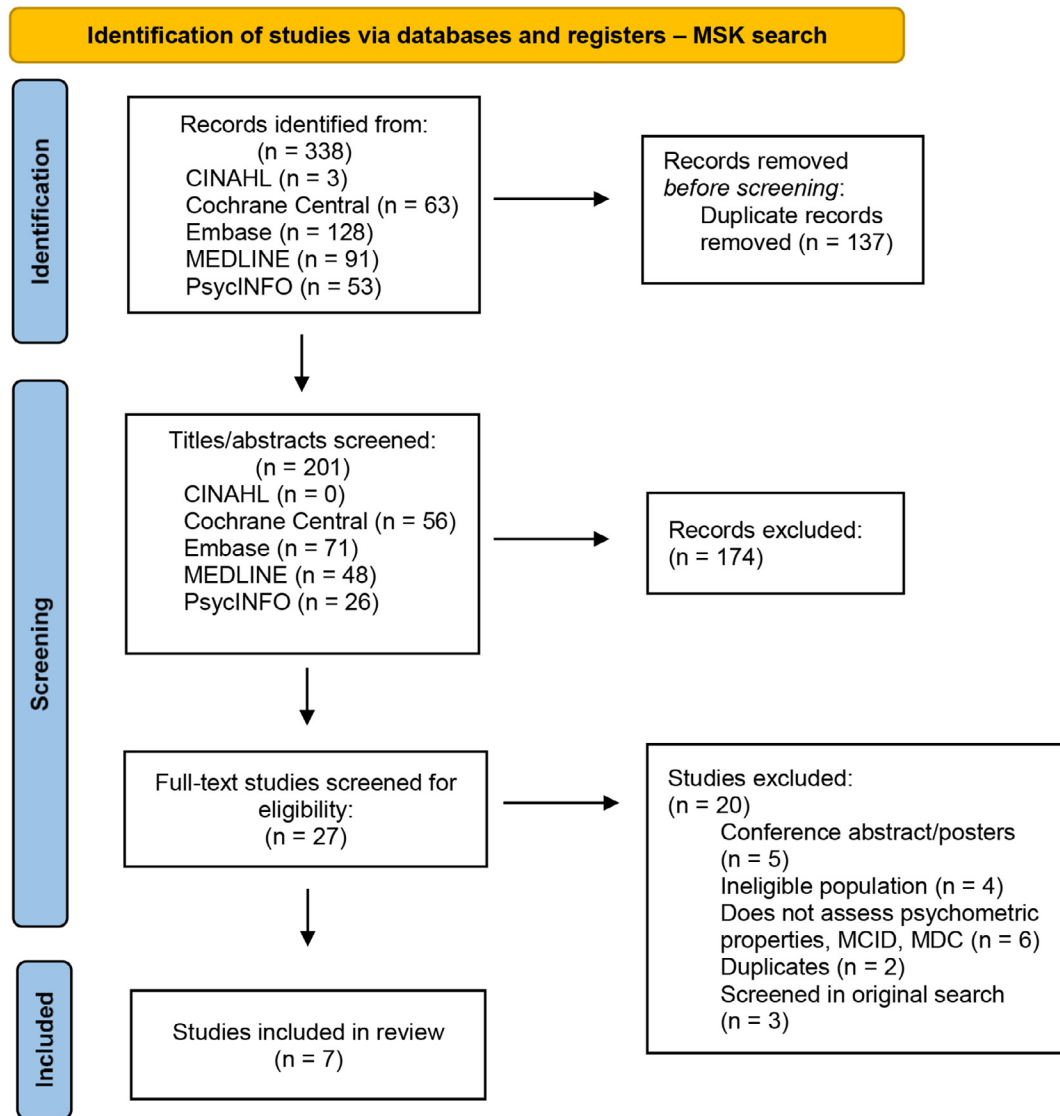 Identification of studies via databases and registers – MSK search
Identification
Records identified from:
(n = 338)
CINAHL (n = 3)
Cochrane Central (n = 63)
Embase (n = 128)
MEDLINE (n = 91)
PsycINFO (n = 53)
Records removed
before screening:
Duplicate records
removed (n = 137)
Screening
Titles/abstracts screened:
(n = 201)
CINAHL (n = 0)
Cochrane Central (n = 56)
Embase (n = 71)
MEDLINE (n = 48)
PsycINFO (n = 26)
Records excluded:
(n = 174)
Full-text studies screened for
eligibility:
(n = 27)
Studies excluded:
(n = 20)
Conference abstract/posters
(n = 5)
Ineligible population (n = 4)
Does not assess psychometric
properties, MCID, MDC (n = 6)
Duplicates (n = 2)
Screened in original search
(n = 3)
Included
Studies included in review
(n = 7)